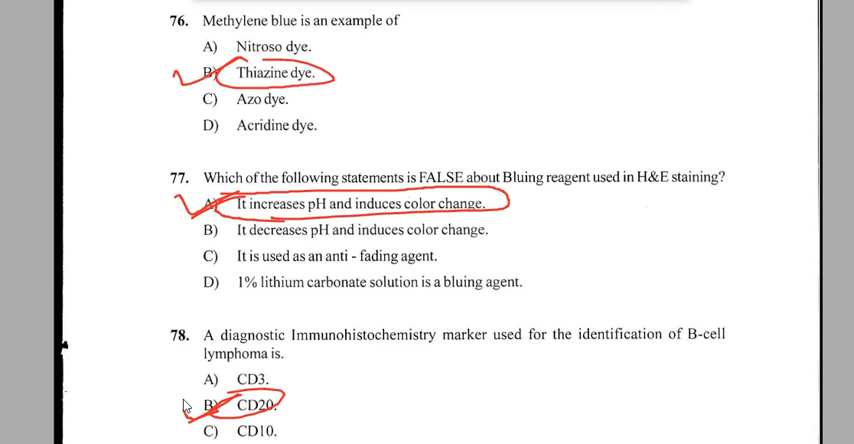 76. Methylene blue is an example of
A) Nitroso dye.
B) Thiazine dye.
C) Azo dye.
D) Acridine dye.
77. Which of the following statements is FALSE about Bluing reagent used in H&E staining?
A) It increases pH and induces color change.
B) It decreases pH and induces color change.
C) It is used as an anti - fading agent.
D) 1% lithium carbonate solution is a bluing agent.
78. A diagnostic Immunohistochemistry marker used for the identification of B-cell
lymphoma is.
A) CD3.
B) CD20.
C) CD10.